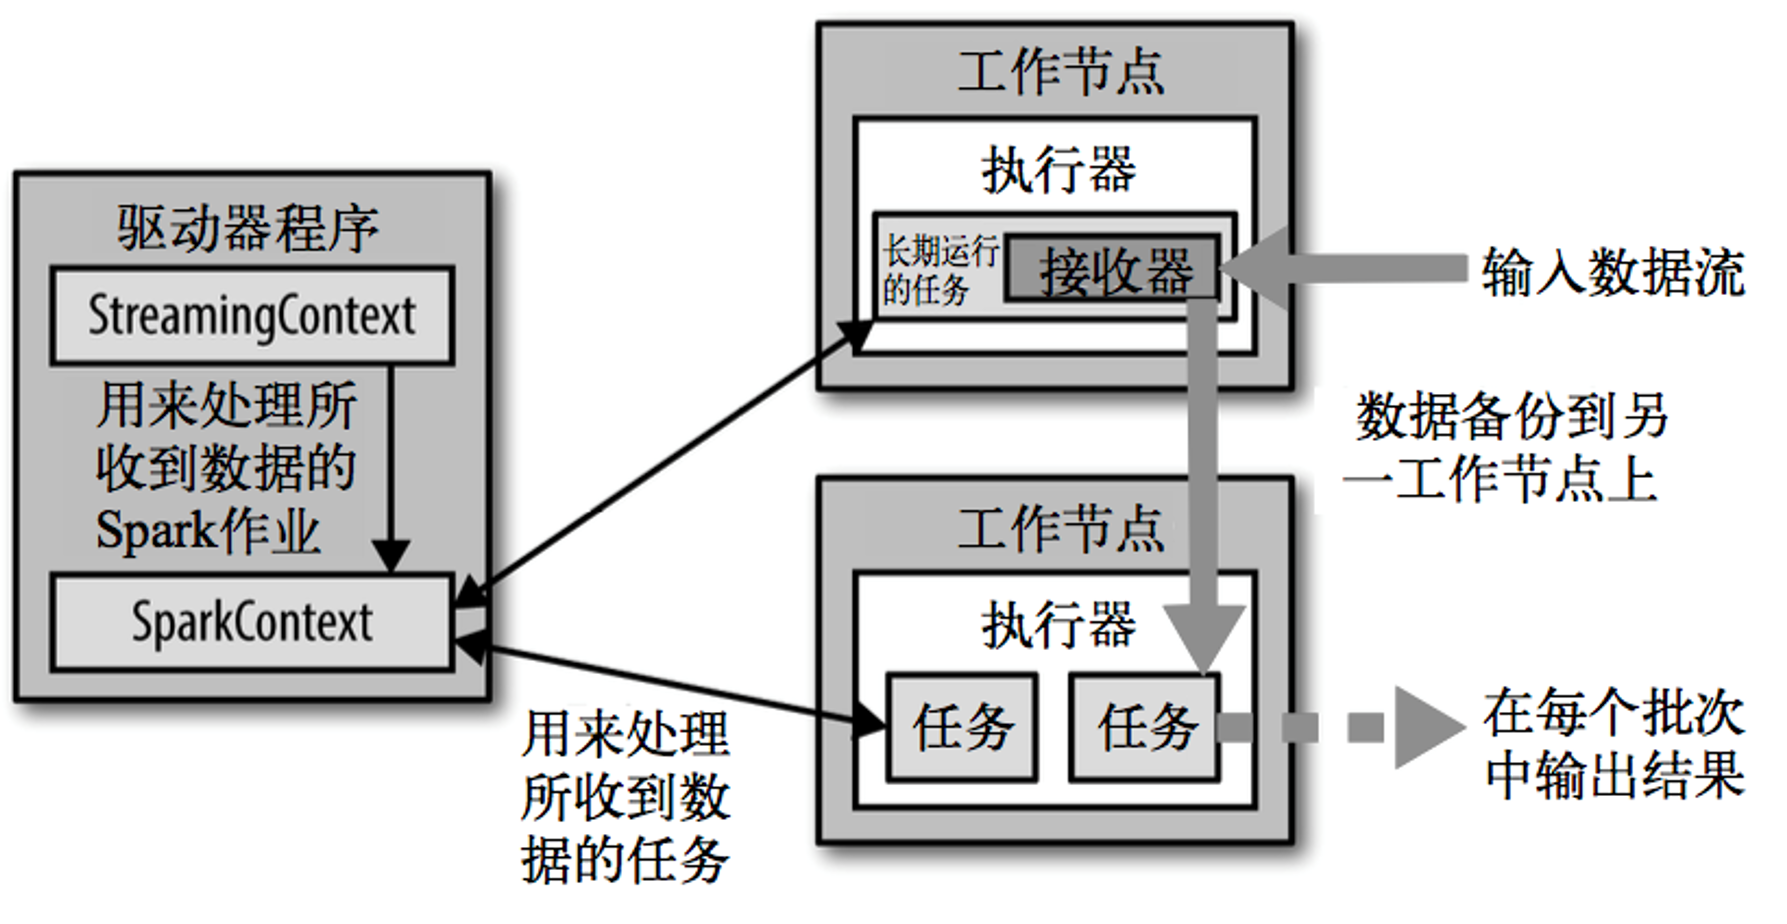 驱动器程序
StreamingContext
用来处理所
收到数据的
Spark作业
SparkContext
用来处理
所收到数
据的任务
工作节点
执行器
长期运行
的任务
接收器
输入数据流
数据备份到另
一工作节点上
工作节点
执行器
任务
任务
在每个批次
中输出结果